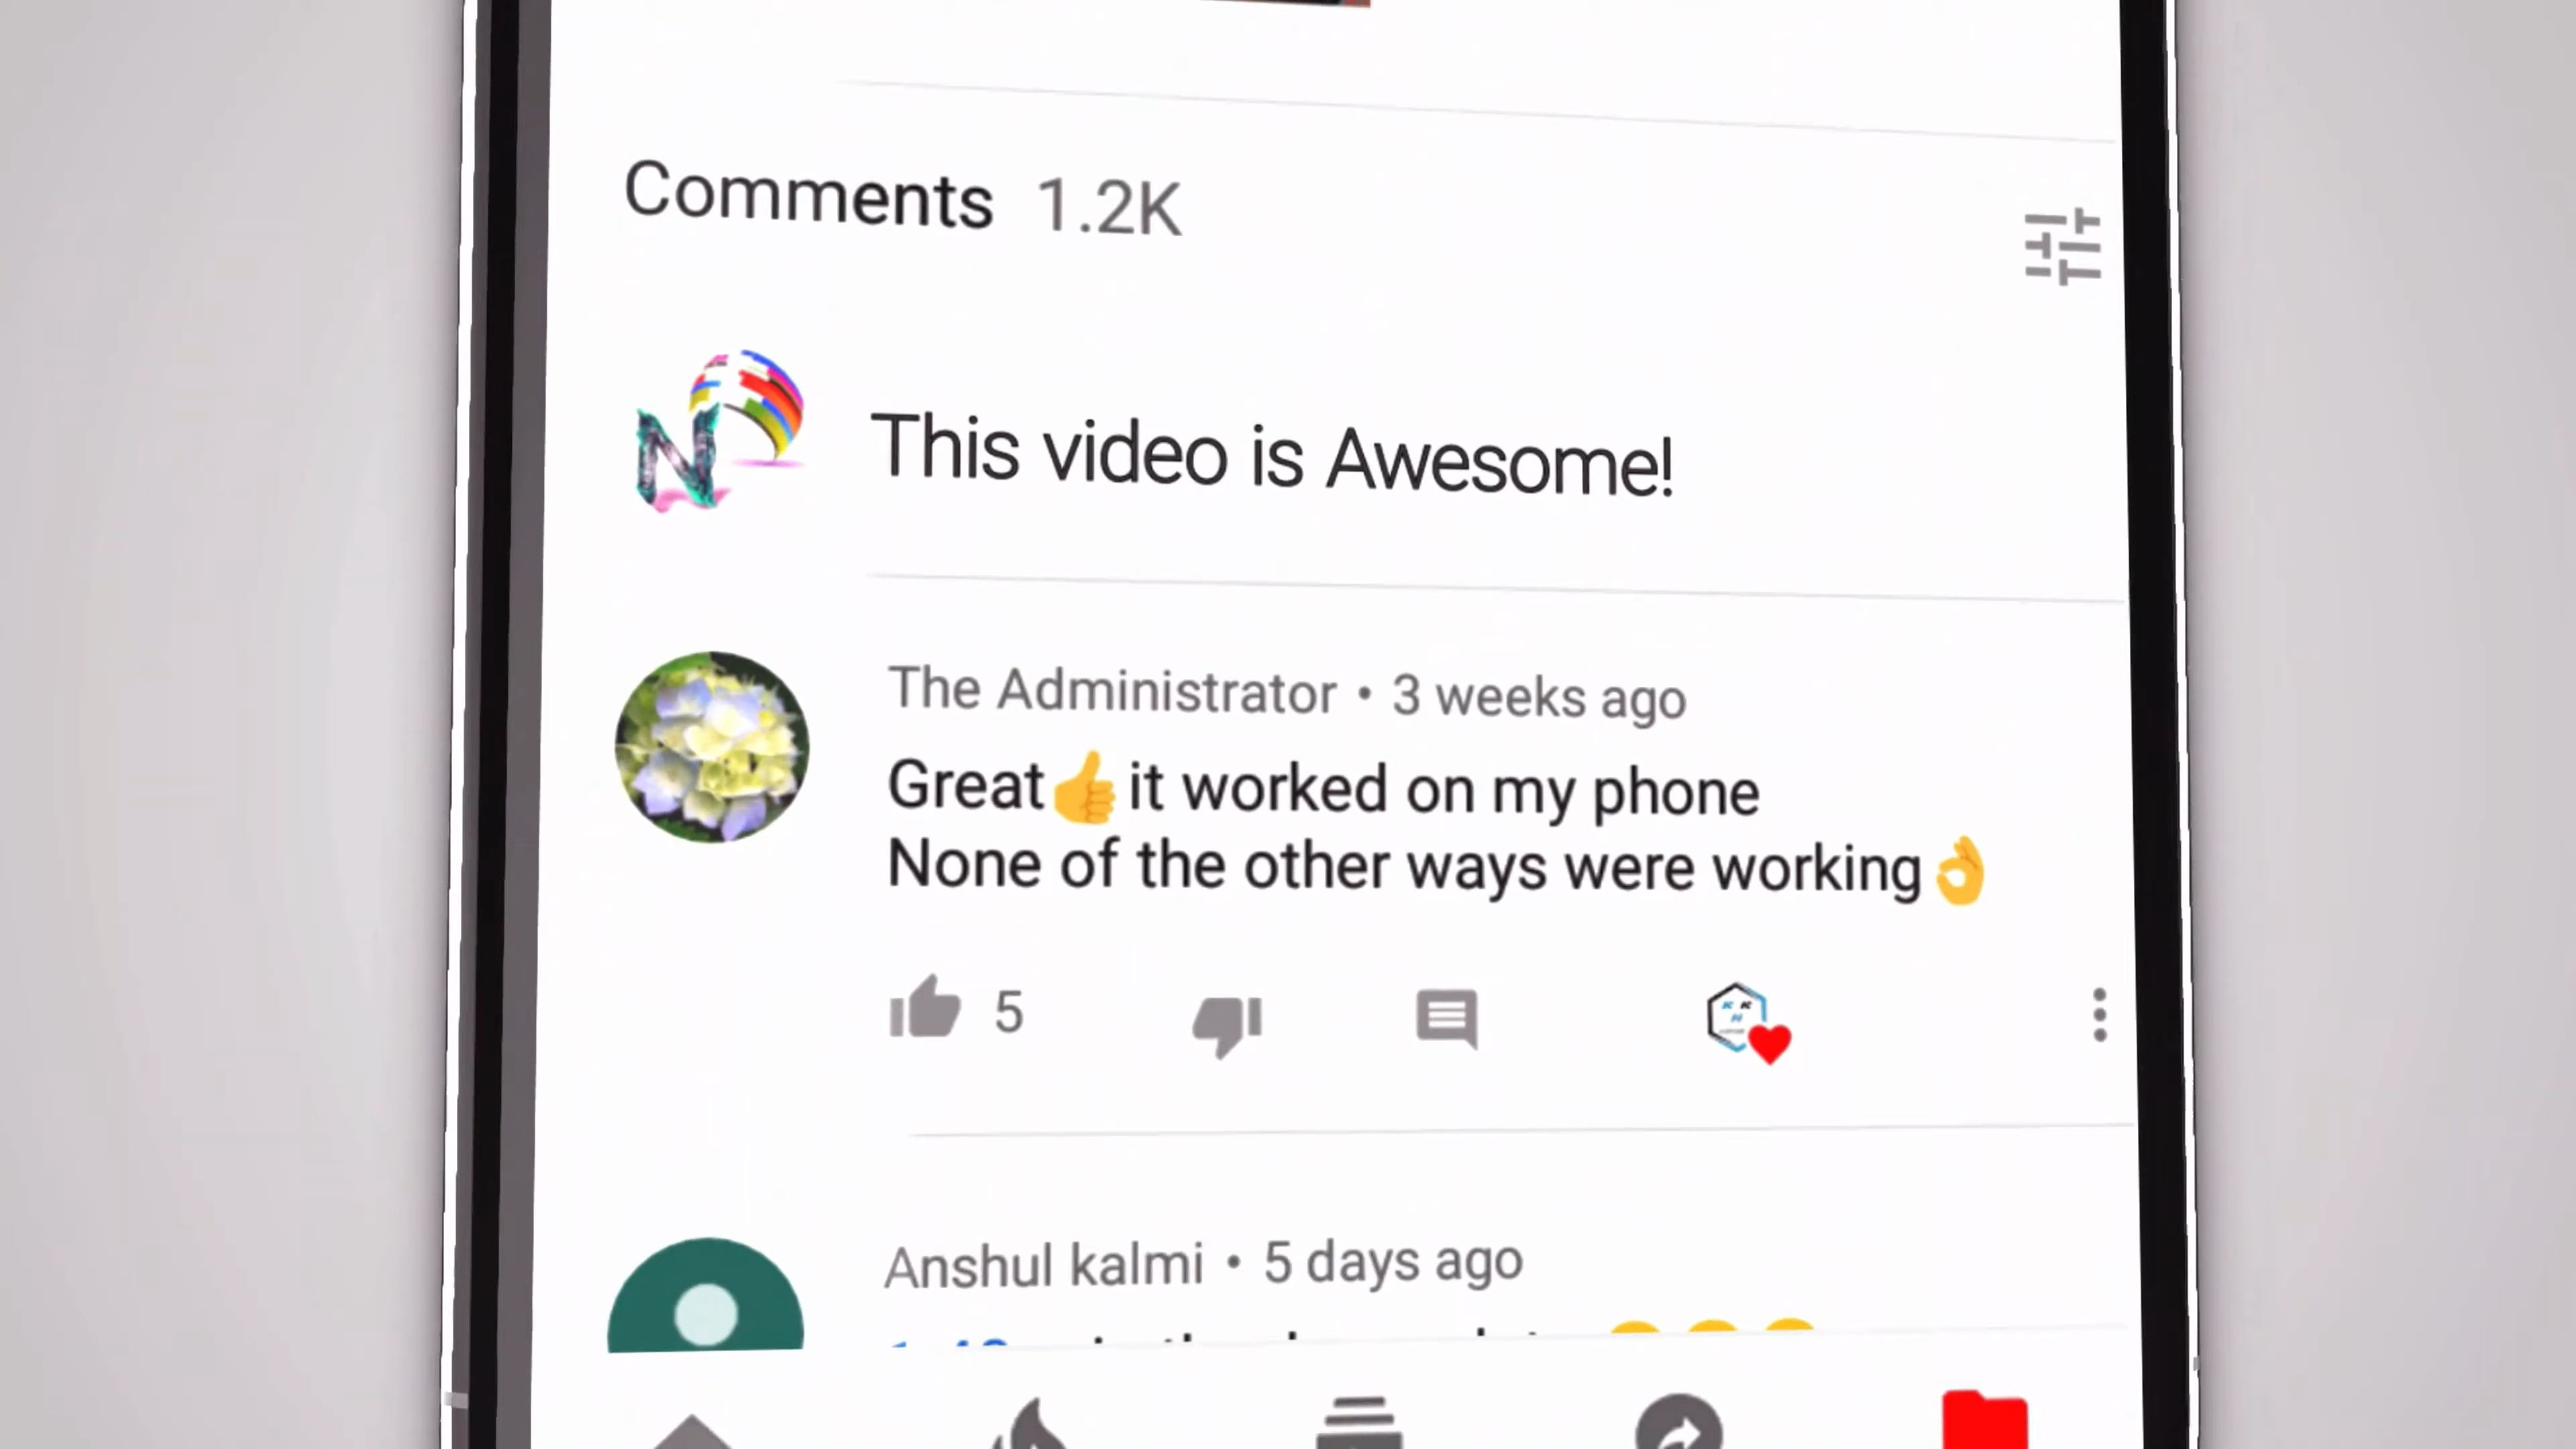 Comments 1.2K
This video is Awesome!
The Administrator • 3 weeks ago
Great👍it worked on my phone
None of the other ways were working👌
5
Anshul kalmi • 5 days ago